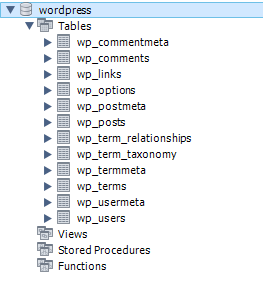 wordpress
Tables
wp_commentmeta
wp_comments
wp_links
wp_options
wp_postmeta
wp_posts
wp_term_relationships
wp_term_taxonomy
wp_termmeta
wp_terms
wp_usermeta
wp_users
Views
Stored Procedures
Functions